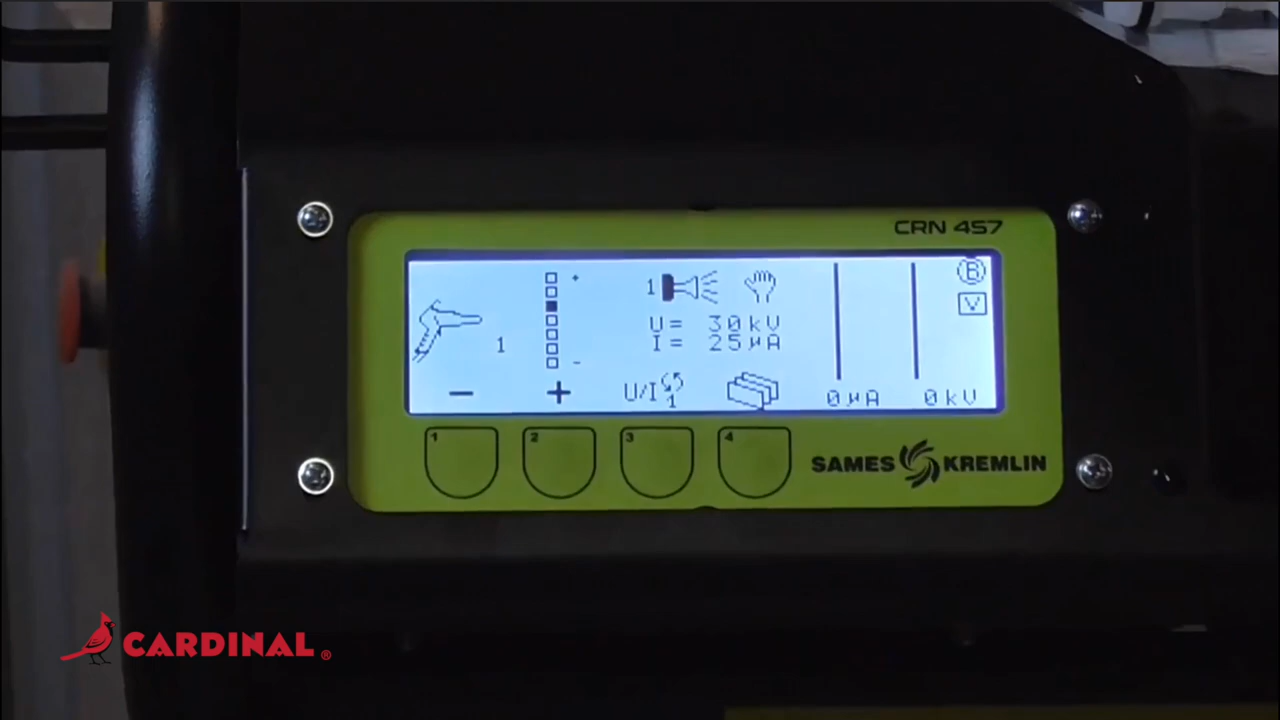 CRN 457
B
V
+
1
U= 30kV
1
I= 25µA
-
− + U/I 1 0µA 0kV
1 2 3 4
SAMES KREMLIN
CARDINAL®